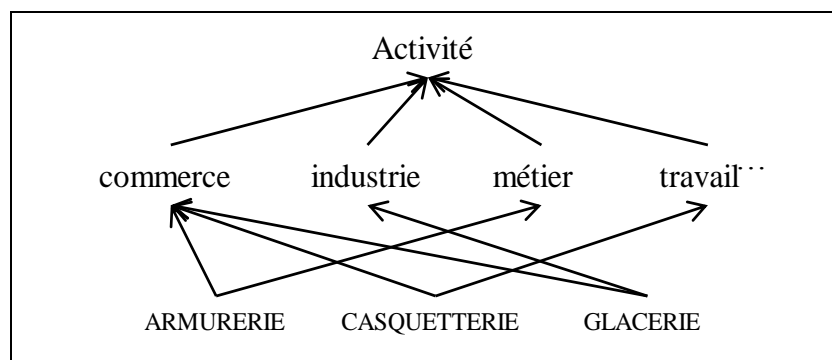 Activité
commerce industrie métier travail…
ARMURERIE CASQUETTERIE GLACERIE